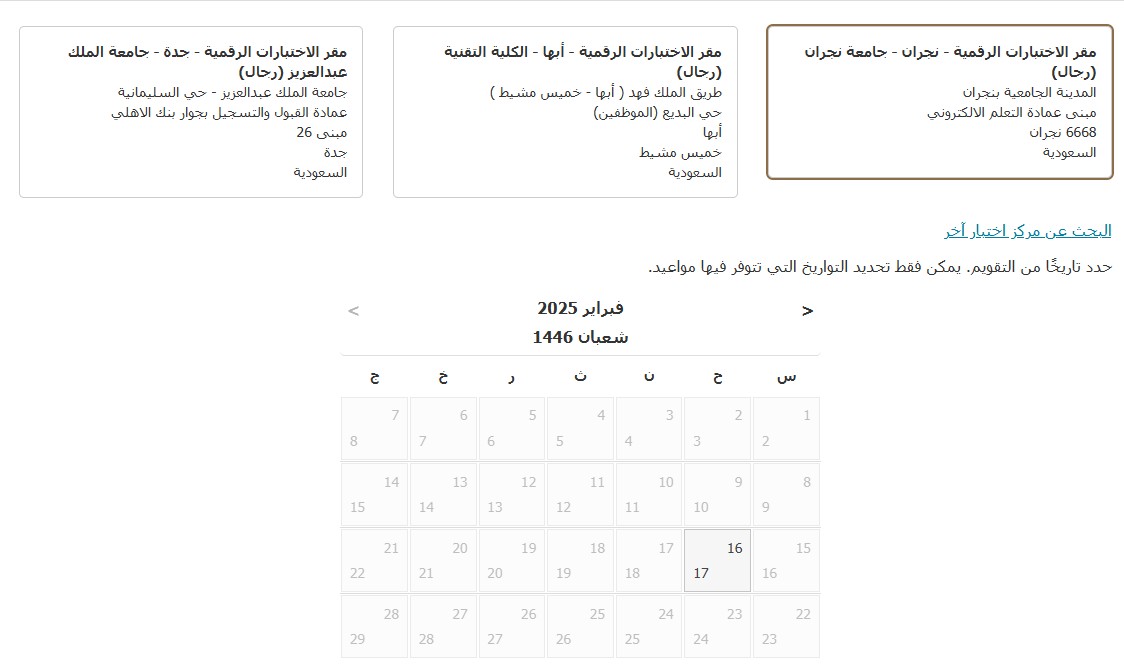 مقر الاختبارات الرقمية - نجران - جامعة نجران
(رجال)
المدينة الجامعية بنجران
مبنى عمادة التعلم الالكتروني
6668 نجران
السعودية
مقر الاختبارات الرقمية - أبها - الكلية التقنية
(رجال)
طريق الملك فهد ( أبها - خميس مشيط )
حي البديع (الموظفين)
أبها
خميس مشيط
السعودية
مقر الاختبارات الرقمية - جدة - جامعة الملك
عبدالعزيز (رجال)
جامعة الملك عبدالعزيز - حي السليمانية
عمادة القبول والتسجيل بجوار بنك الاهلي
مبنى 26
جدة
السعودية
البحث عن مركز اختبار آخر
حدد تاريخًا من التقويم. يمكن فقط تحديد التواريخ التي تتوفر فيها مواعيد.
< فبراير 2025 >
شعبان 1446
س ح ن ث ر خ ج
1 2 3 4 5 6 7
2 3 4 5 6 7 8
8 9 10 11 12 13 14
9 10 11 12 13 14 15
15 16 17 18 19 20 21
16 17 18 19 20 21 22
22 23 24 25 26 27 28
23 24 25 26 27 28 29